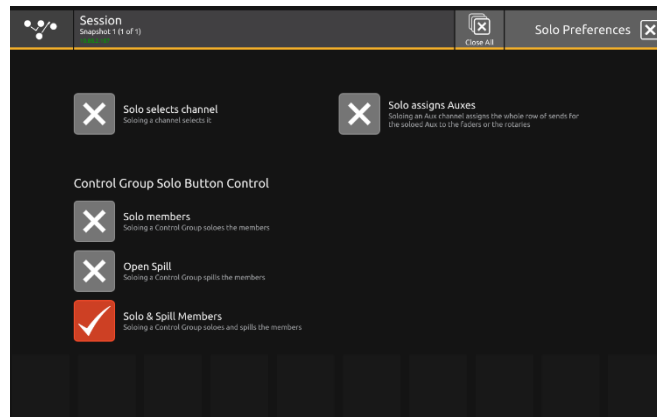 Session
Snapshot 1 (1 of 1)
Close All
Solo Preferences
Solo selects channel
Soloing a channel selects it
Solo assigns Auxes
Soloing an Aux channel assigns the whole row of sends for
the soloed Aux to the faders or the rotaries
Control Group Solo Button Control
Solo members
Soloing a Control Group soloes the members
Open Spill
Soloing a Control Group spills the members
Solo & Spill Members
Soloing a Control Group soloes and spills the members